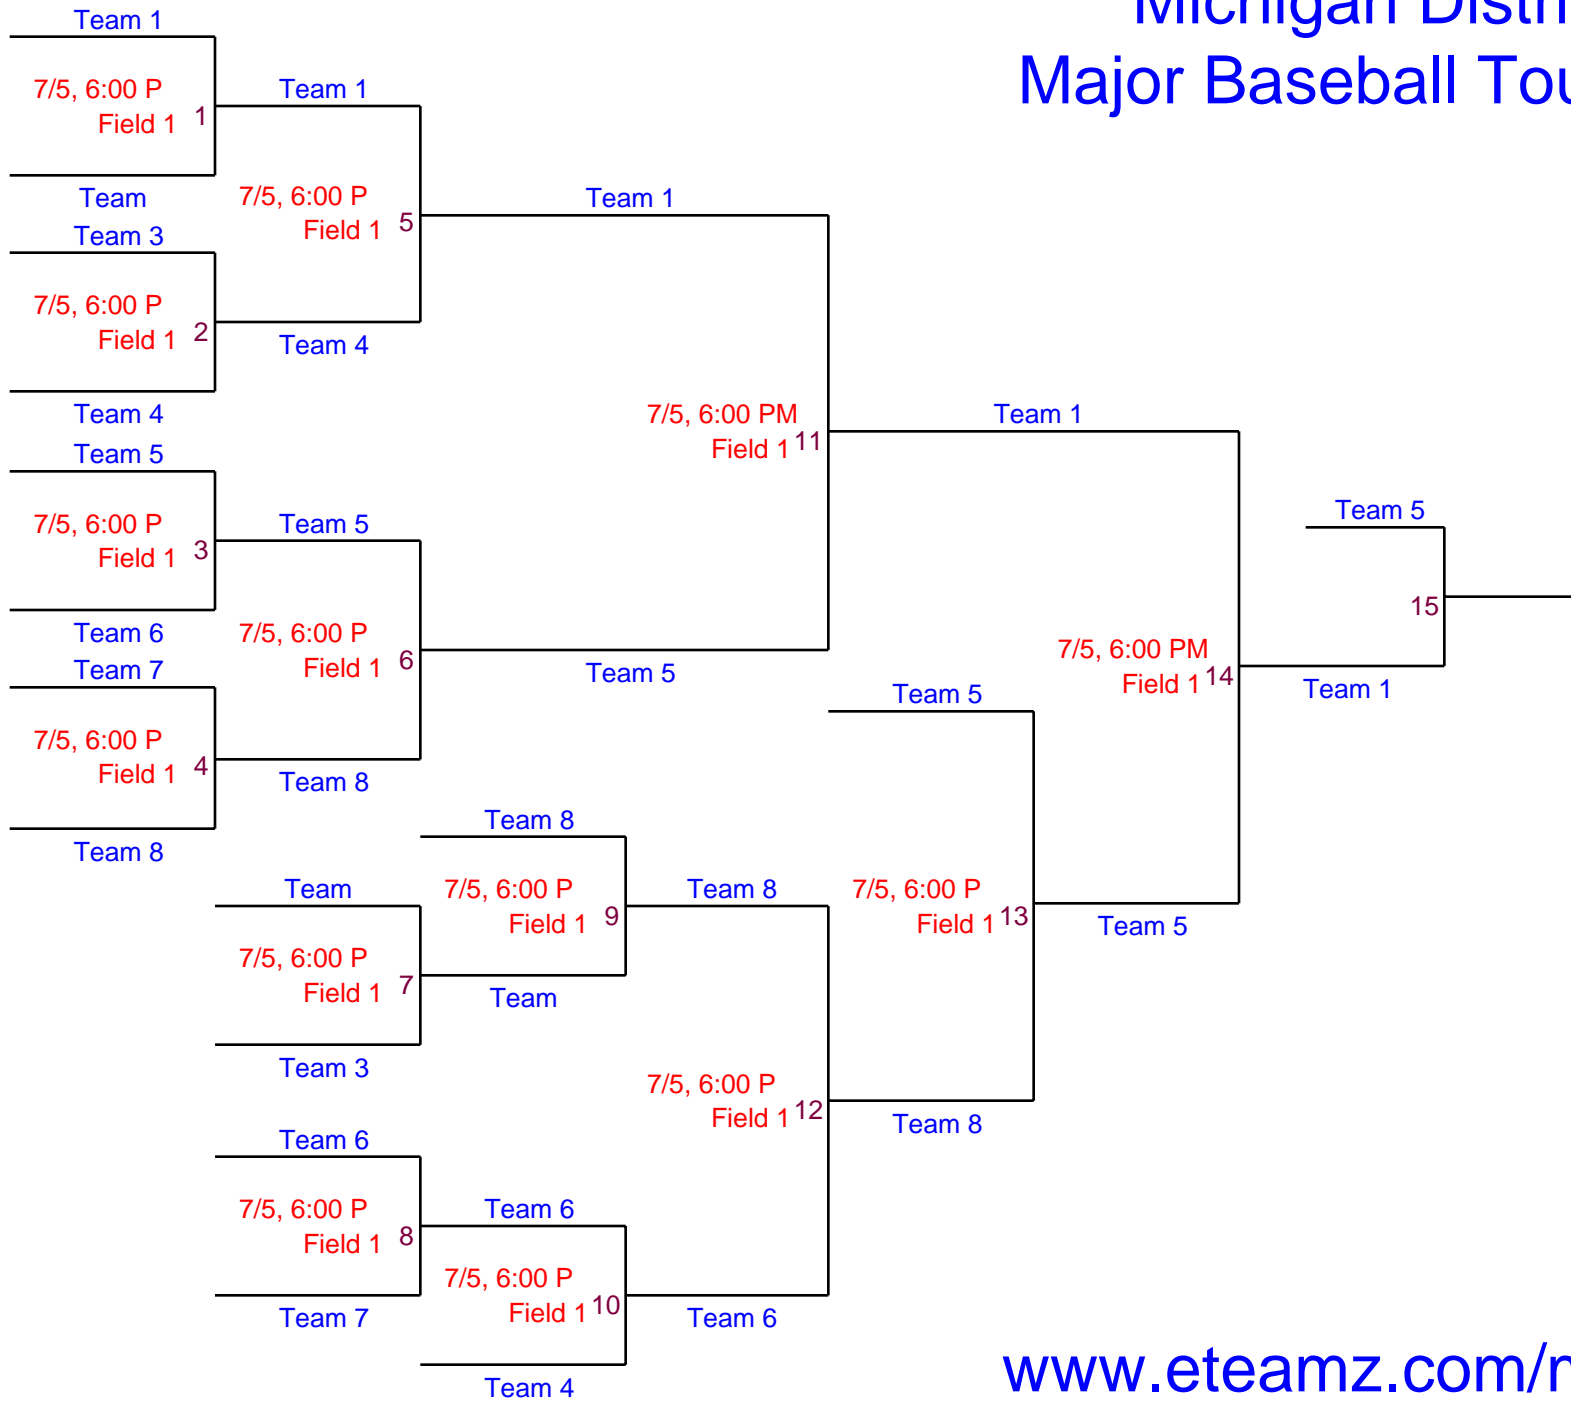 Michigan Distri
Major Baseball Tou
Team 1
7/5, 6:00 P
Field 1
1
Team
Team 3
7/5, 6:00 P
Field 1
2
Team 4
Team 5
7/5, 6:00 P
Field 1
3
Team 6
Team 7
7/5, 6:00 P
Field 1
4
Team 8
Team 1
7/5, 6:00 P
Field 1
5
Team 4
Team 5
7/5, 6:00 P
Field 1
6
Team 8
Team
7/5, 6:00 P
Field 1
7
Team 3
Team 6
7/5, 6:00 P
Field 1
8
Team 7
Team 8
7/5, 6:00 P
Field 1
9
Team
Team 6
7/5, 6:00 P
Field 1
10
Team 4
Team 1
7/5, 6:00 PM
Field 1
11
Team 5
Team 8
7/5, 6:00 P
Field 1
12
Team 6
Team 5
7/5, 6:00 P
Field 1
13
Team 8
Team 1
7/5, 6:00 PM
Field 1
14
Team 5
Team 5
15
Team 1
www.eteamz.com/